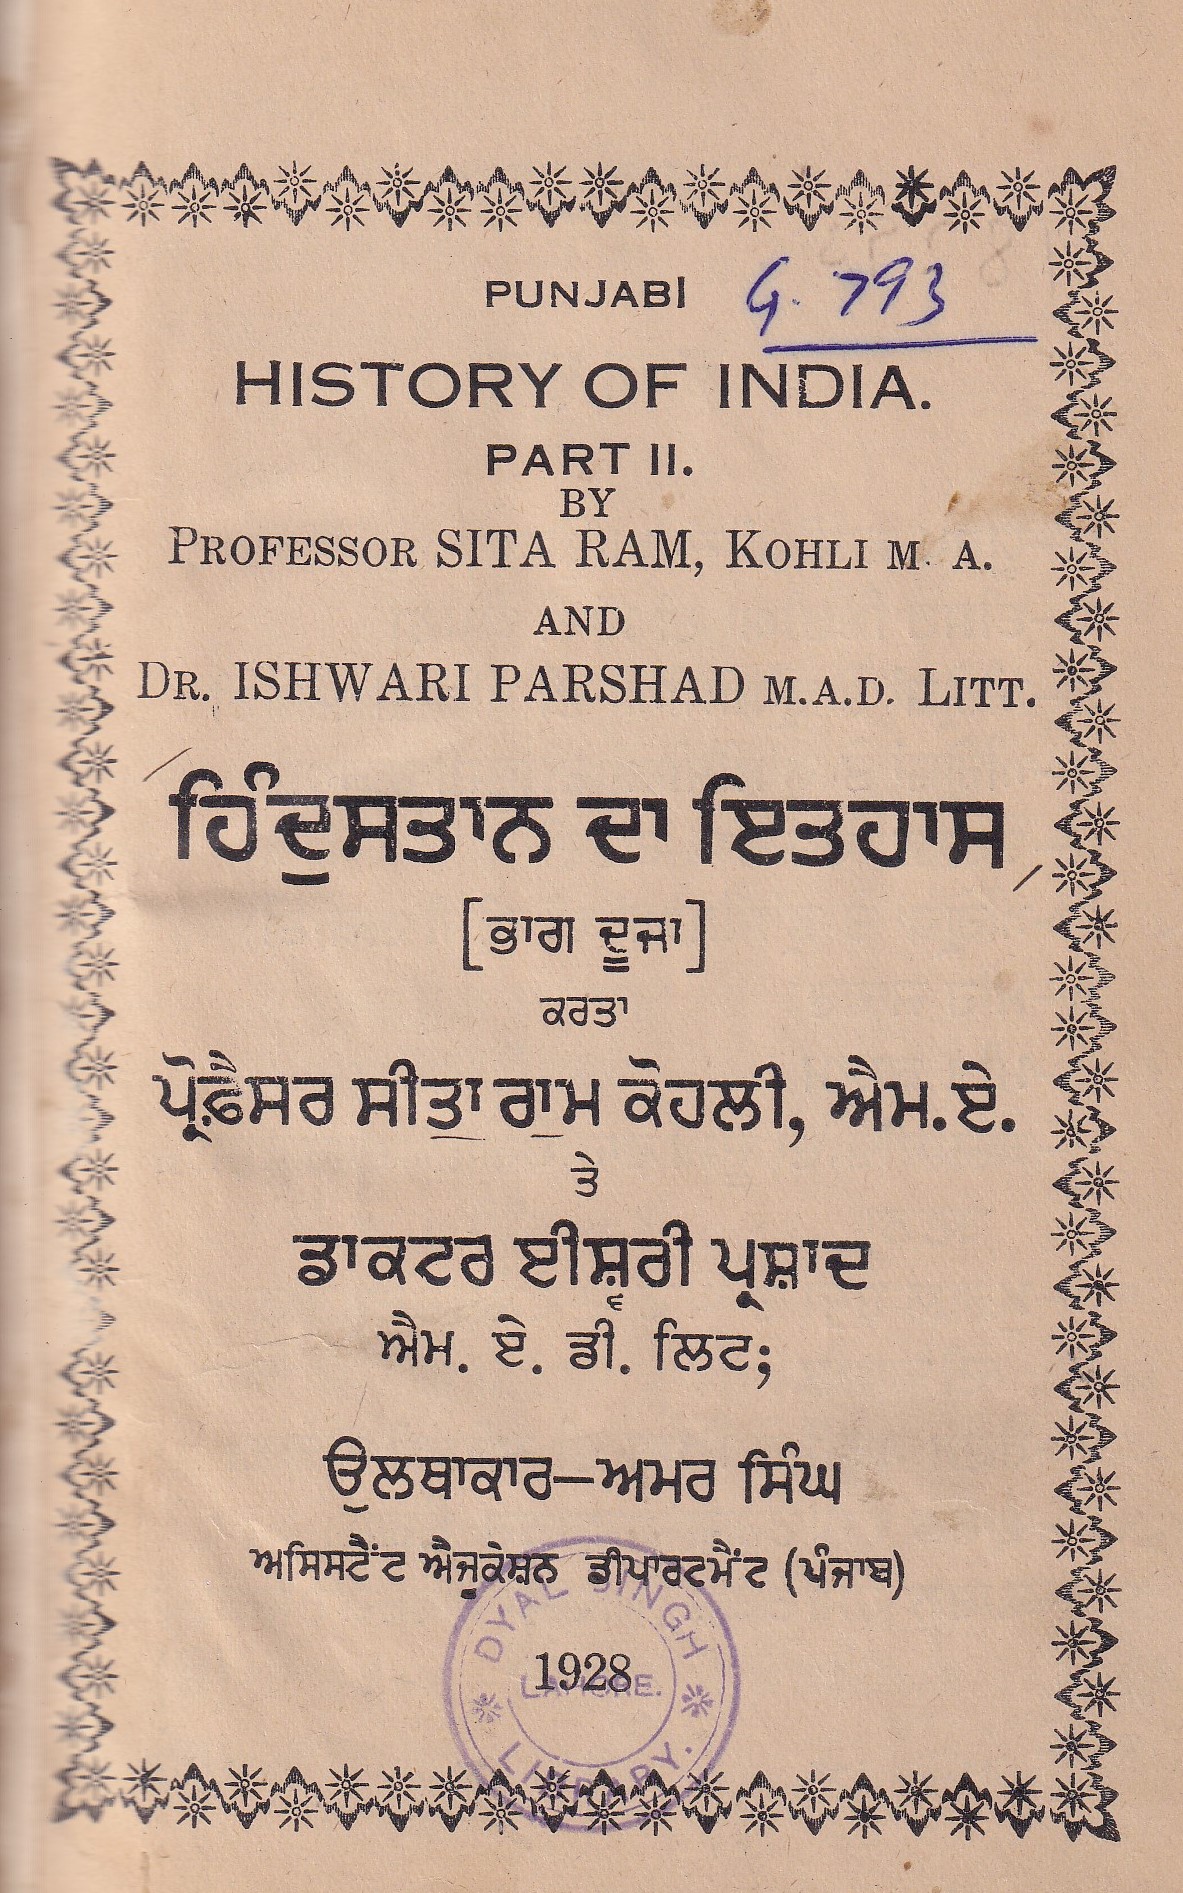 PUNJABI
G. 793
HISTORY OF INDIA.
PART II.
BY
PROFESSOR SITA RAM, KOHLI M. A.
AND
DR. ISHWARI PARSHAD M.A.D. LITT.
ਹਿੰਦੁਸਤਾਨ ਦਾ ਇਤਹਾਸ
[ਭਾਗ ਦੂਜਾ]
ਕਰਤਾ
ਪ੍ਰੋਫ਼ੈਸਰ ਸੀਤਾ ਰਾਮ ਕੋਹਲੀ, ਐਮ.ਏ.
ਤੇ
ਡਾਕਟਰ ਈਸ਼੍ਵਰੀ ਪ੍ਰਸ਼ਾਦ
ਐਮ. ਏ. ਡੀ. ਲਿਟ;
ਉਲਥਾਕਾਰ—ਅਮਰ ਸਿੰਘ
ਅਸਿਸਟੈਂਟ ਐਜੂਕੇਸ਼ਨ ਡੀਪਾਰਟਮੈਂਟ (ਪੰਜਾਬ)
1928
DYAL SINGH
LAHORE.
LIBRARY.